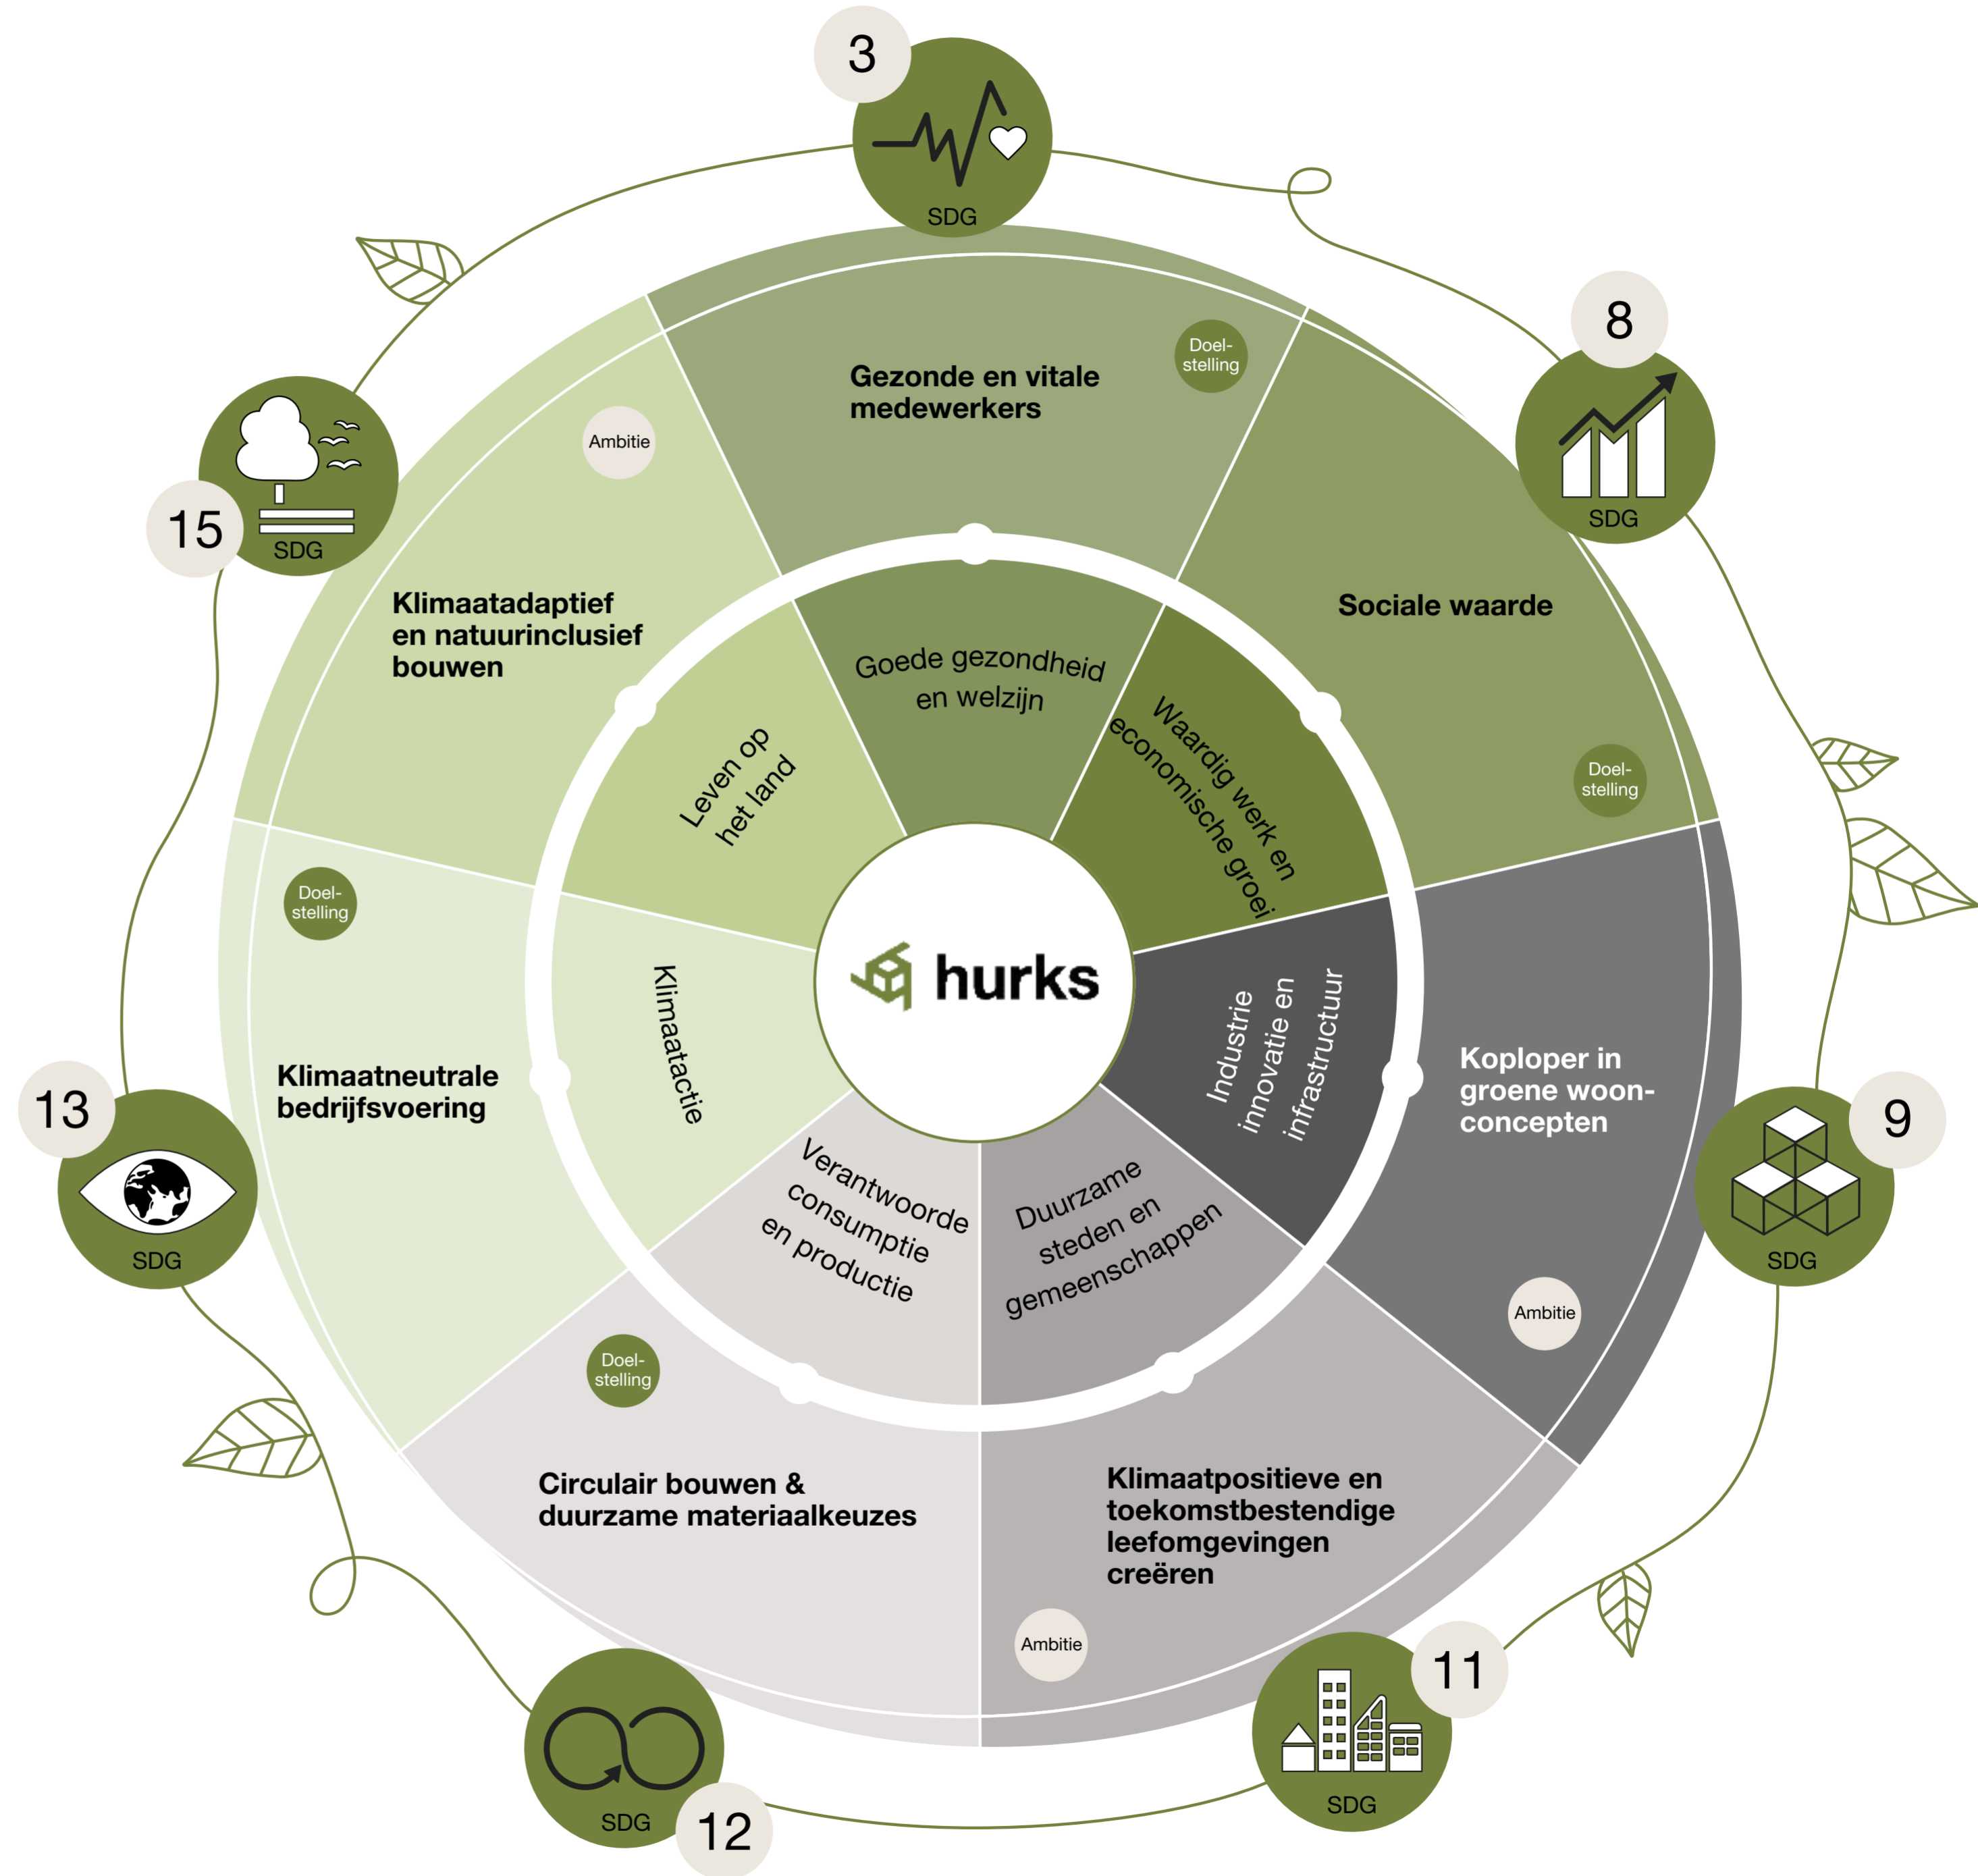 3
SDG
8
SDG
15
SDG
Gezonde en vitale
medewerkers
Doel-
stelling
Ambitie
Klimaatadaptief
en natuurinclusief
bouwen
Sociale waarde
Doel-
stelling
Goede gezondheid
en welzijn
Waardig werk en
economische groei
Leven op
het land
Doel-
stelling
Klimaatactie
hurks
Industrie
innovatie en
infrastructuur
Klimaatneutrale
bedrijfsvoering
Koploper in
groene woon-
concepten
Ambitie
13
SDG
9
SDG
Verantwoorde
consumptie
en productie
Duurzame
steden en
gemeenschappen
Doel-
stelling
Circulair bouwen &
duurzame materiaalkeuzes
Klimaatpositieve en
toekomstbestendige
leefomgevingen
creëren
Ambitie
11
SDG
SDG
12